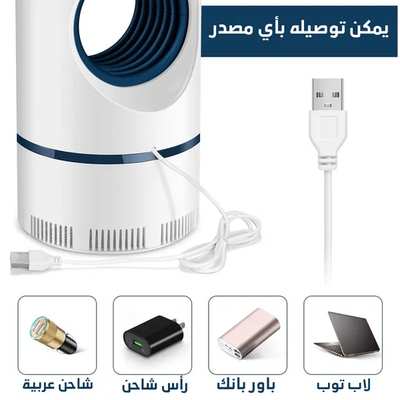 يمكن توصيله بأي مصدر
لاب توب
باور بانك
رأس شاحن
شاحن عربية